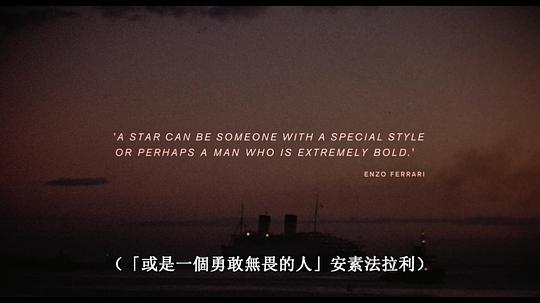 'A STAR CAN BE SOMEONE WITH A SPECIAL STYLE
OR PERHAPS A MAN WHO IS EXTREMELY BOLD.'
ENZO FERRARI
（「或是一個勇敢無畏的人」安素法拉利）